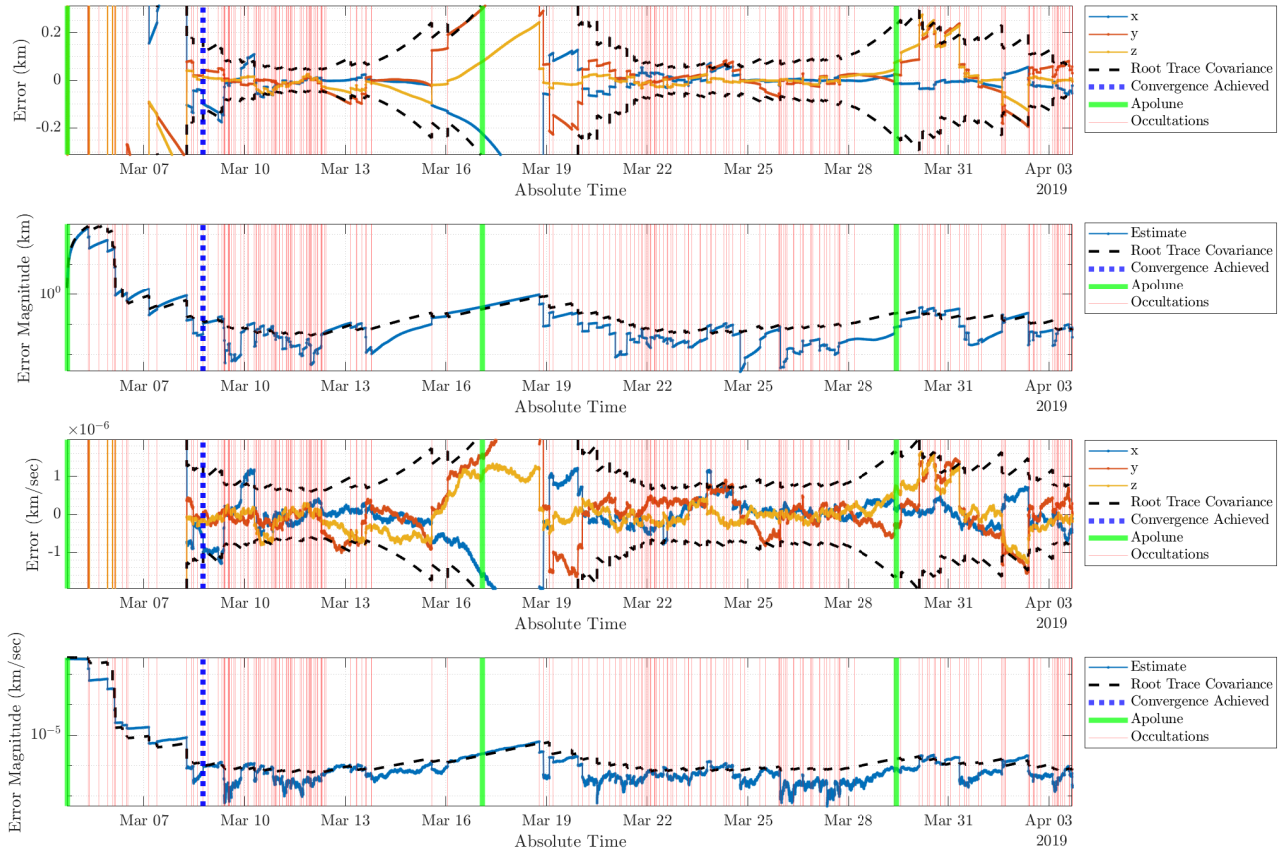 0.2
0
-0.2
Error (km)
Mar 07 Mar 10 Mar 13 Mar 16 Mar 19 Mar 22 Mar 25 Mar 28 Mar 31 Apr 03
2019
Absolute Time
x
y
z
Root Trace Covariance
Convergence Achieved
Apolune
Occultations
10^0
Error Magnitude (km)
Mar 07 Mar 10 Mar 13 Mar 16 Mar 19 Mar 22 Mar 25 Mar 28 Mar 31 Apr 03
2019
Absolute Time
Estimate
Root Trace Covariance
Convergence Achieved
Apolune
Occultations
×10^-6
1
0
-1
Error (km/sec)
Mar 07 Mar 10 Mar 13 Mar 16 Mar 19 Mar 22 Mar 25 Mar 28 Mar 31 Apr 03
2019
Absolute Time
x
y
z
Root Trace Covariance
Convergence Achieved
Apolune
Occultations
10^-5
Error Magnitude (km/sec)
Mar 07 Mar 10 Mar 13 Mar 16 Mar 19 Mar 22 Mar 25 Mar 28 Mar 31 Apr 03
2019
Absolute Time
Estimate
Root Trace Covariance
Convergence Achieved
Apolune
Occultations